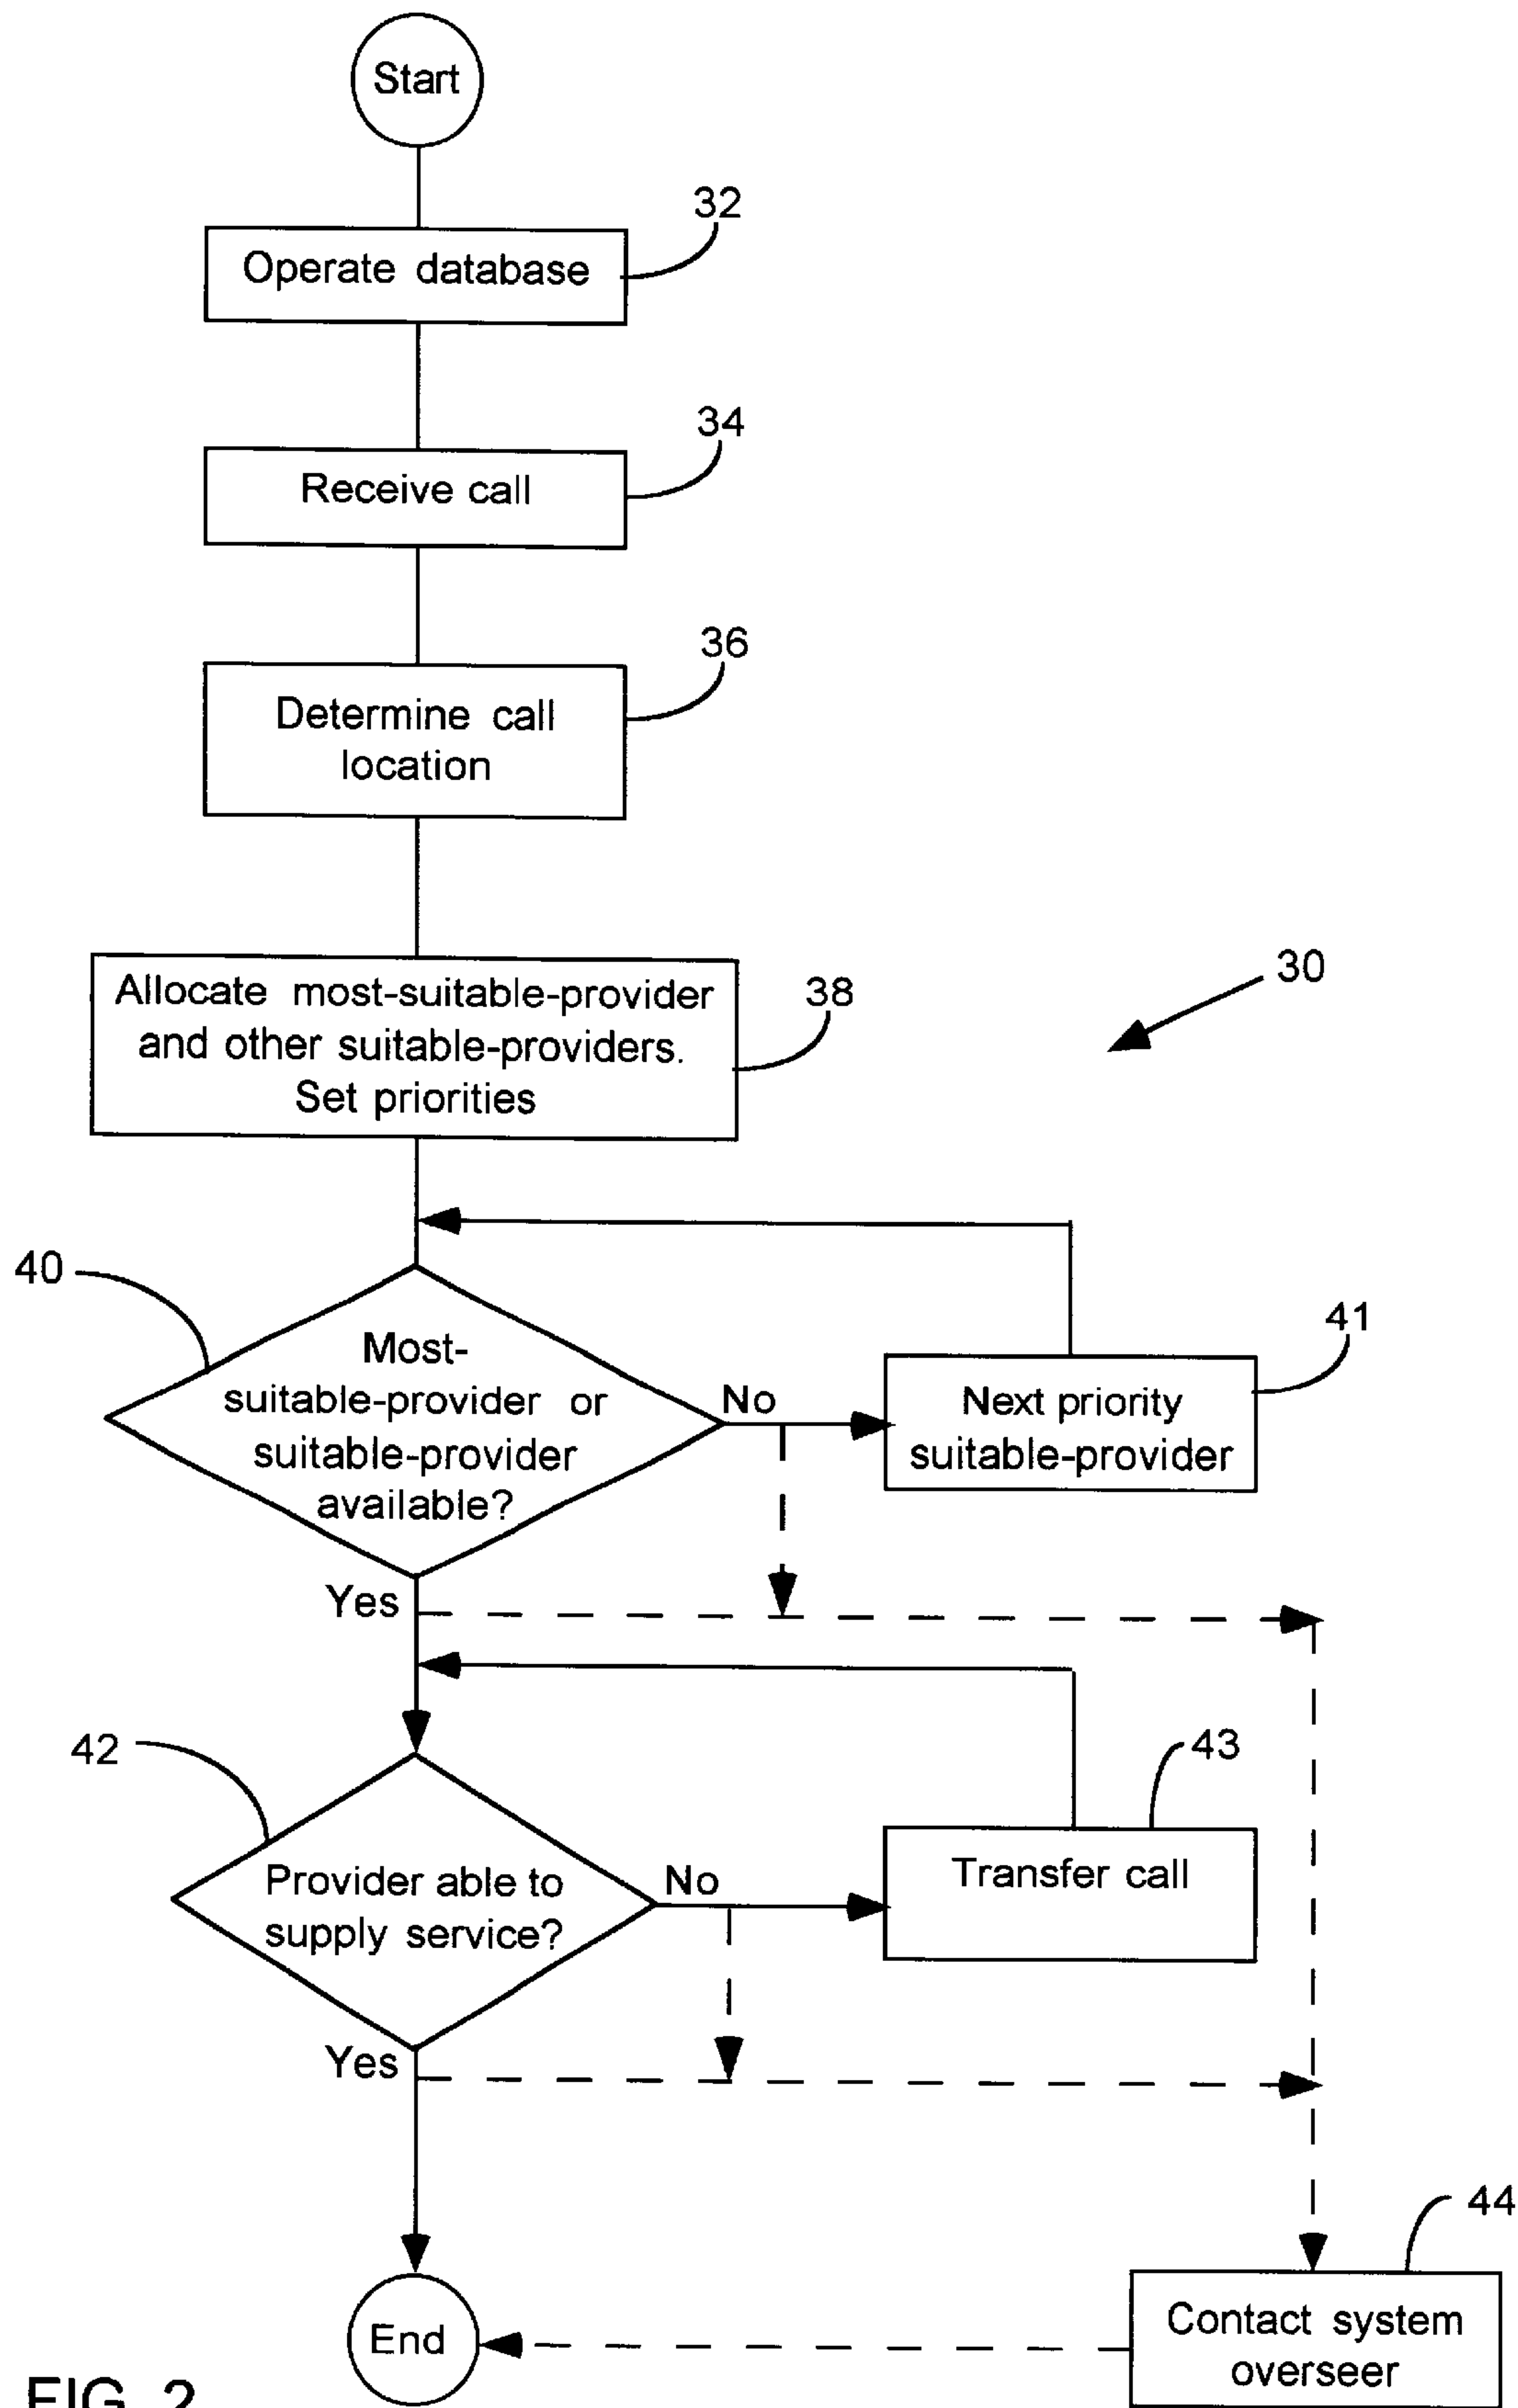 Start
32
Operate database
34
Receive call
36
Determine call
location
38
Allocate most-suitable-provider
and other suitable-providers.
Set priorities
30
40
Most-
suitable-provider or
suitable-provider
available?
No
41
Next priority
suitable-provider
Yes
42
Provider able to
supply service?
No
43
Transfer call
Yes
44
End
Contact system
overseer
FIG. 2